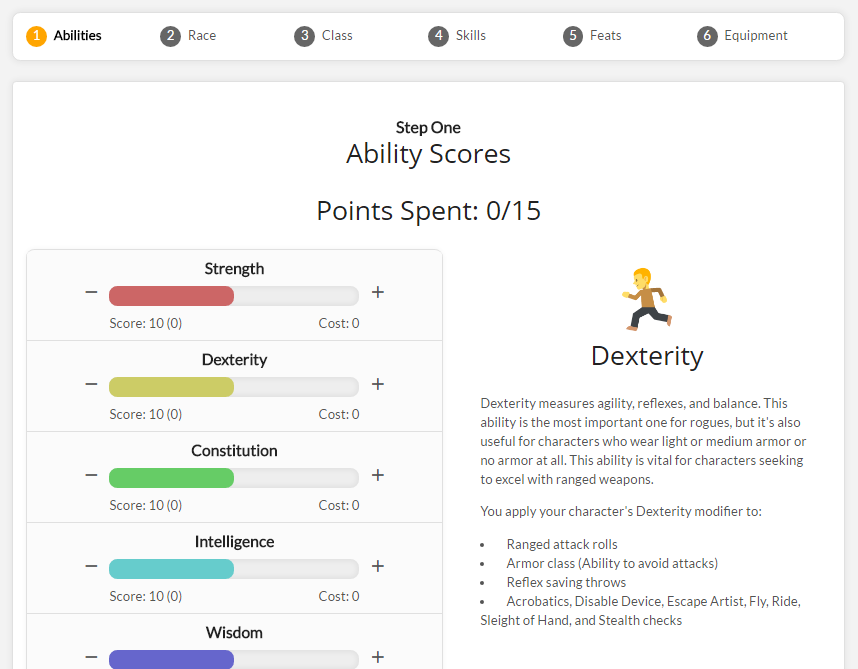 1 Abilities 2 Race 3 Class 4 Skills 5 Feats 6 Equipment
Step One
Ability Scores
Points Spent: 0/15
Strength
− +
Score: 10 (0) Cost: 0
Dexterity
− +
Score: 10 (0) Cost: 0
Constitution
− +
Score: 10 (0) Cost: 0
Intelligence
− +
Score: 10 (0) Cost: 0
Wisdom
− +
Dexterity
Dexterity measures agility, reflexes, and balance. This
ability is the most important one for rogues, but it's also
useful for characters who wear light or medium armor or
no armor at all. This ability is vital for characters seeking
to excel with ranged weapons.
You apply your character's Dexterity modifier to:
• Ranged attack rolls
• Armor class (Ability to avoid attacks)
• Reflex saving throws
• Acrobatics, Disable Device, Escape Artist, Fly, Ride,
Sleight of Hand, and Stealth checks